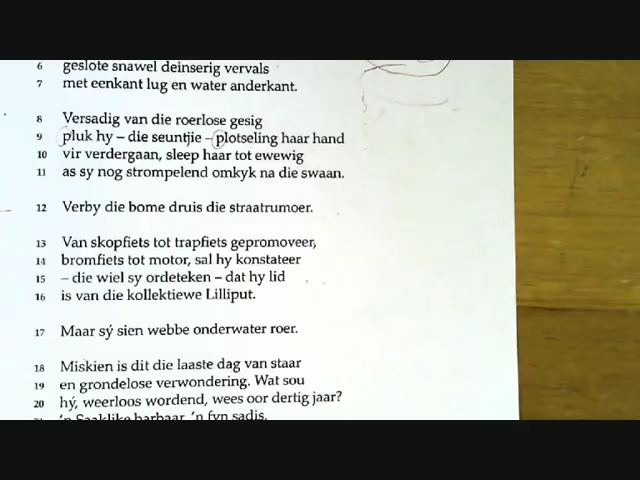 6 geslote snawel deinserig vervals
7 met eenkant lug en water anderkant.
8 Versadig van die roerlose gesig
9 pluk hy – die seuntjie – plotseling haar hand
10 vir verdergaan, sleep haar tot ewewig
11 as sy nog strompelend omkyk na die swaan.
12 Verby die bome druis die straatrumoer.
13 Van skopfiets tot trapfiets gepromoveer,
14 bromfiets tot motor, sal hy konstateer
15 – die wiel sy ordeteken – dat hy lid
16 is van die kollektiewe Lilliput.
17 Maar sý sien webbe onderwater roer.
18 Miskien is dit die laaste dag van staar
19 en grondelose verwondering. Wat sou
20 hý, weerloos wordend, wees oor dertig jaar?
'n Saaklike barbaar, 'n fyn sadis,